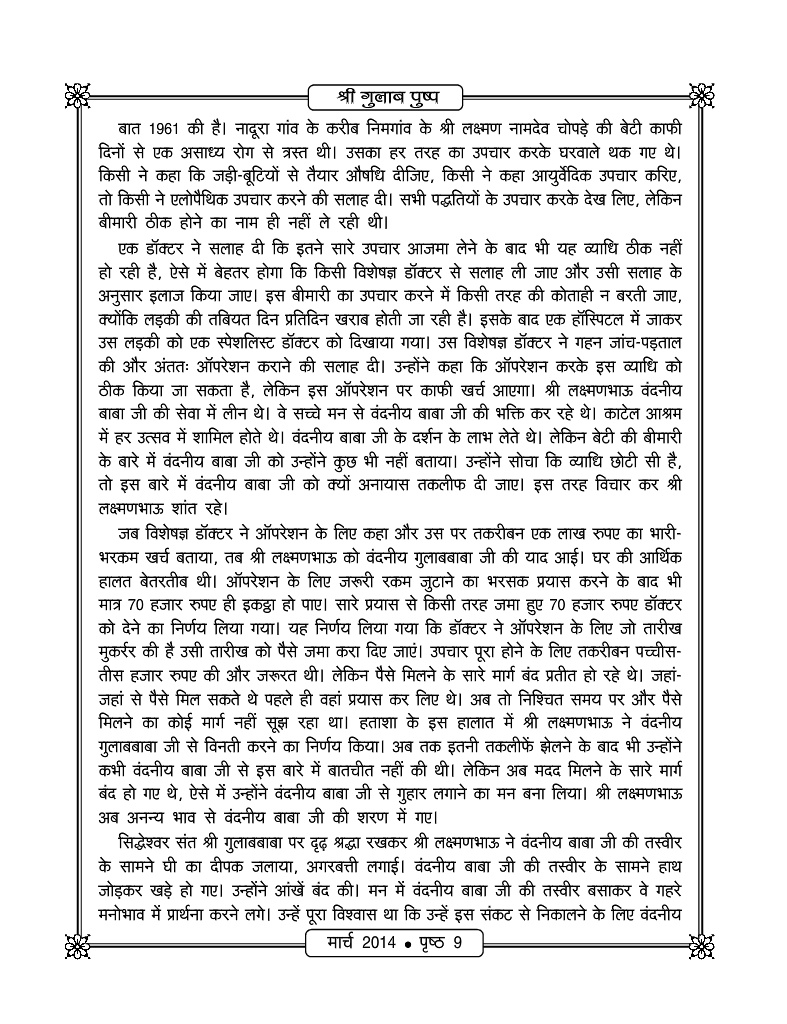 श्री गुलाब पुष्प
बात 1961 की है। नादूरा गांव के करीब निमगांव के श्री लक्ष्मण नामदेव चोपड़े की बेटी काफी
दिनों से एक असाध्य रोग से त्रस्त थी। उसका हर तरह का उपचार करके घरवाले थक गए थे।
किसी ने कहा कि जड़ी-बूटियों से तैयार औषधि दीजिए, किसी ने कहा आयुर्वेदिक उपचार करिए,
तो किसी ने एलोपैथिक उपचार करने की सलाह दी। सभी पद्धतियों के उपचार करके देख लिए, लेकिन
बीमारी ठीक होने का नाम ही नहीं ले रही थी।
एक डॉक्टर ने सलाह दी कि इतने सारे उपचार आजमा लेने के बाद भी यह व्याधि ठीक नहीं
हो रही है, ऐसे में बेहतर होगा कि किसी विशेषज्ञ डॉक्टर से सलाह ली जाए और उसी सलाह के
अनुसार इलाज किया जाए। इस बीमारी का उपचार करने में किसी तरह की कोताही न बरती जाए,
क्योंकि लड़की की तबियत दिन प्रतिदिन खराब होती जा रही है। इसके बाद एक हॉस्पिटल में जाकर
उस लड़की को एक स्पेशलिस्ट डॉक्टर को दिखाया गया। उस विशेषज्ञ डॉक्टर ने गहन जांच-पड़ताल
की और अंततः ऑपरेशन कराने की सलाह दी। उन्होंने कहा कि ऑपरेशन करके इस व्याधि को
ठीक किया जा सकता है, लेकिन इस ऑपरेशन पर काफी खर्च आएगा। श्री लक्ष्मणभाऊ वंदनीय
बाबा जी की सेवा में लीन थे। वे सच्चे मन से वंदनीय बाबा जी की भक्ति कर रहे थे। काटेल आश्रम
में हर उत्सव में शामिल होते थे। वंदनीय बाबा जी के दर्शन के लाभ लेते थे। लेकिन बेटी की बीमारी
के बारे में वंदनीय बाबा जी को उन्होंने कुछ भी नहीं बताया। उन्होंने सोचा कि व्याधि छोटी सी है,
तो इस बारे में वंदनीय बाबा जी को क्यों अनायास तकलीफ दी जाए। इस तरह विचार कर श्री
लक्ष्मणभाऊ शांत रहे।
जब विशेषज्ञ डॉक्टर ने ऑपरेशन के लिए कहा और उस पर तकरीबन एक लाख रुपए का भारी-
भरकम खर्च बताया, तब श्री लक्ष्मणभाऊ को वंदनीय गुलाबबाबा जी की याद आई। घर की आर्थिक
हालत बेतरतीब थी। ऑपरेशन के लिए जरूरी रकम जुटाने का भरसक प्रयास करने के बाद भी
मात्र 70 हजार रुपए ही इकट्ठा हो पाए। सारे प्रयास से किसी तरह जमा हुए 70 हजार रुपए डॉक्टर
को देने का निर्णय लिया गया। यह निर्णय लिया गया कि डॉक्टर ने ऑपरेशन के लिए जो तारीख
मुकर्रर की है उसी तारीख को पैसे जमा करा दिए जाएं। उपचार पूरा होने के लिए तकरीबन पच्चीस-
तीस हजार रुपए की और जरूरत थी। लेकिन पैसे मिलने के सारे मार्ग बंद प्रतीत हो रहे थे। जहां-
जहां से पैसे मिल सकते थे पहले ही वहां प्रयास कर लिए थे। अब तो निश्चित समय पर और पैसे
मिलने का कोई मार्ग नहीं सूझ रहा था। हताशा के इस हालात में श्री लक्ष्मणभाऊ ने वंदनीय
गुलाबबाबा जी से विनती करने का निर्णय किया। अब तक इतनी तकलीफें झेलने के बाद भी उन्होंने
कभी वंदनीय बाबा जी से इस बारे में बातचीत नहीं की थी। लेकिन अब मदद मिलने के सारे मार्ग
बंद हो गए थे, ऐसे में उन्होंने वंदनीय बाबा जी से गुहार लगाने का मन बना लिया। श्री लक्ष्मणभाऊ
अब अनन्य भाव से वंदनीय बाबा जी की शरण में गए।
सिद्धेश्वर संत श्री गुलाबबाबा पर दृढ़ श्रद्धा रखकर श्री लक्ष्मणभाऊ ने वंदनीय बाबा जी की तस्वीर
के सामने घी का दीपक जलाया, अगरबत्ती लगाई। वंदनीय बाबा जी की तस्वीर के सामने हाथ
जोड़कर खड़े हो गए। उन्होंने आंखें बंद की। मन में वंदनीय बाबा जी की तस्वीर बसाकर वे गहरे
मनोभाव में प्रार्थना करने लगे। उन्हें पूरा विश्वास था कि उन्हें इस संकट से निकालने के लिए वंदनीय
मार्च 2014 ● पृष्ठ 9